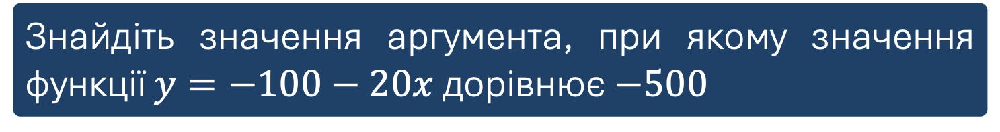 Знайдіть значення аргумента, при якому значення
функції y = −100 − 20x дорівнює −500